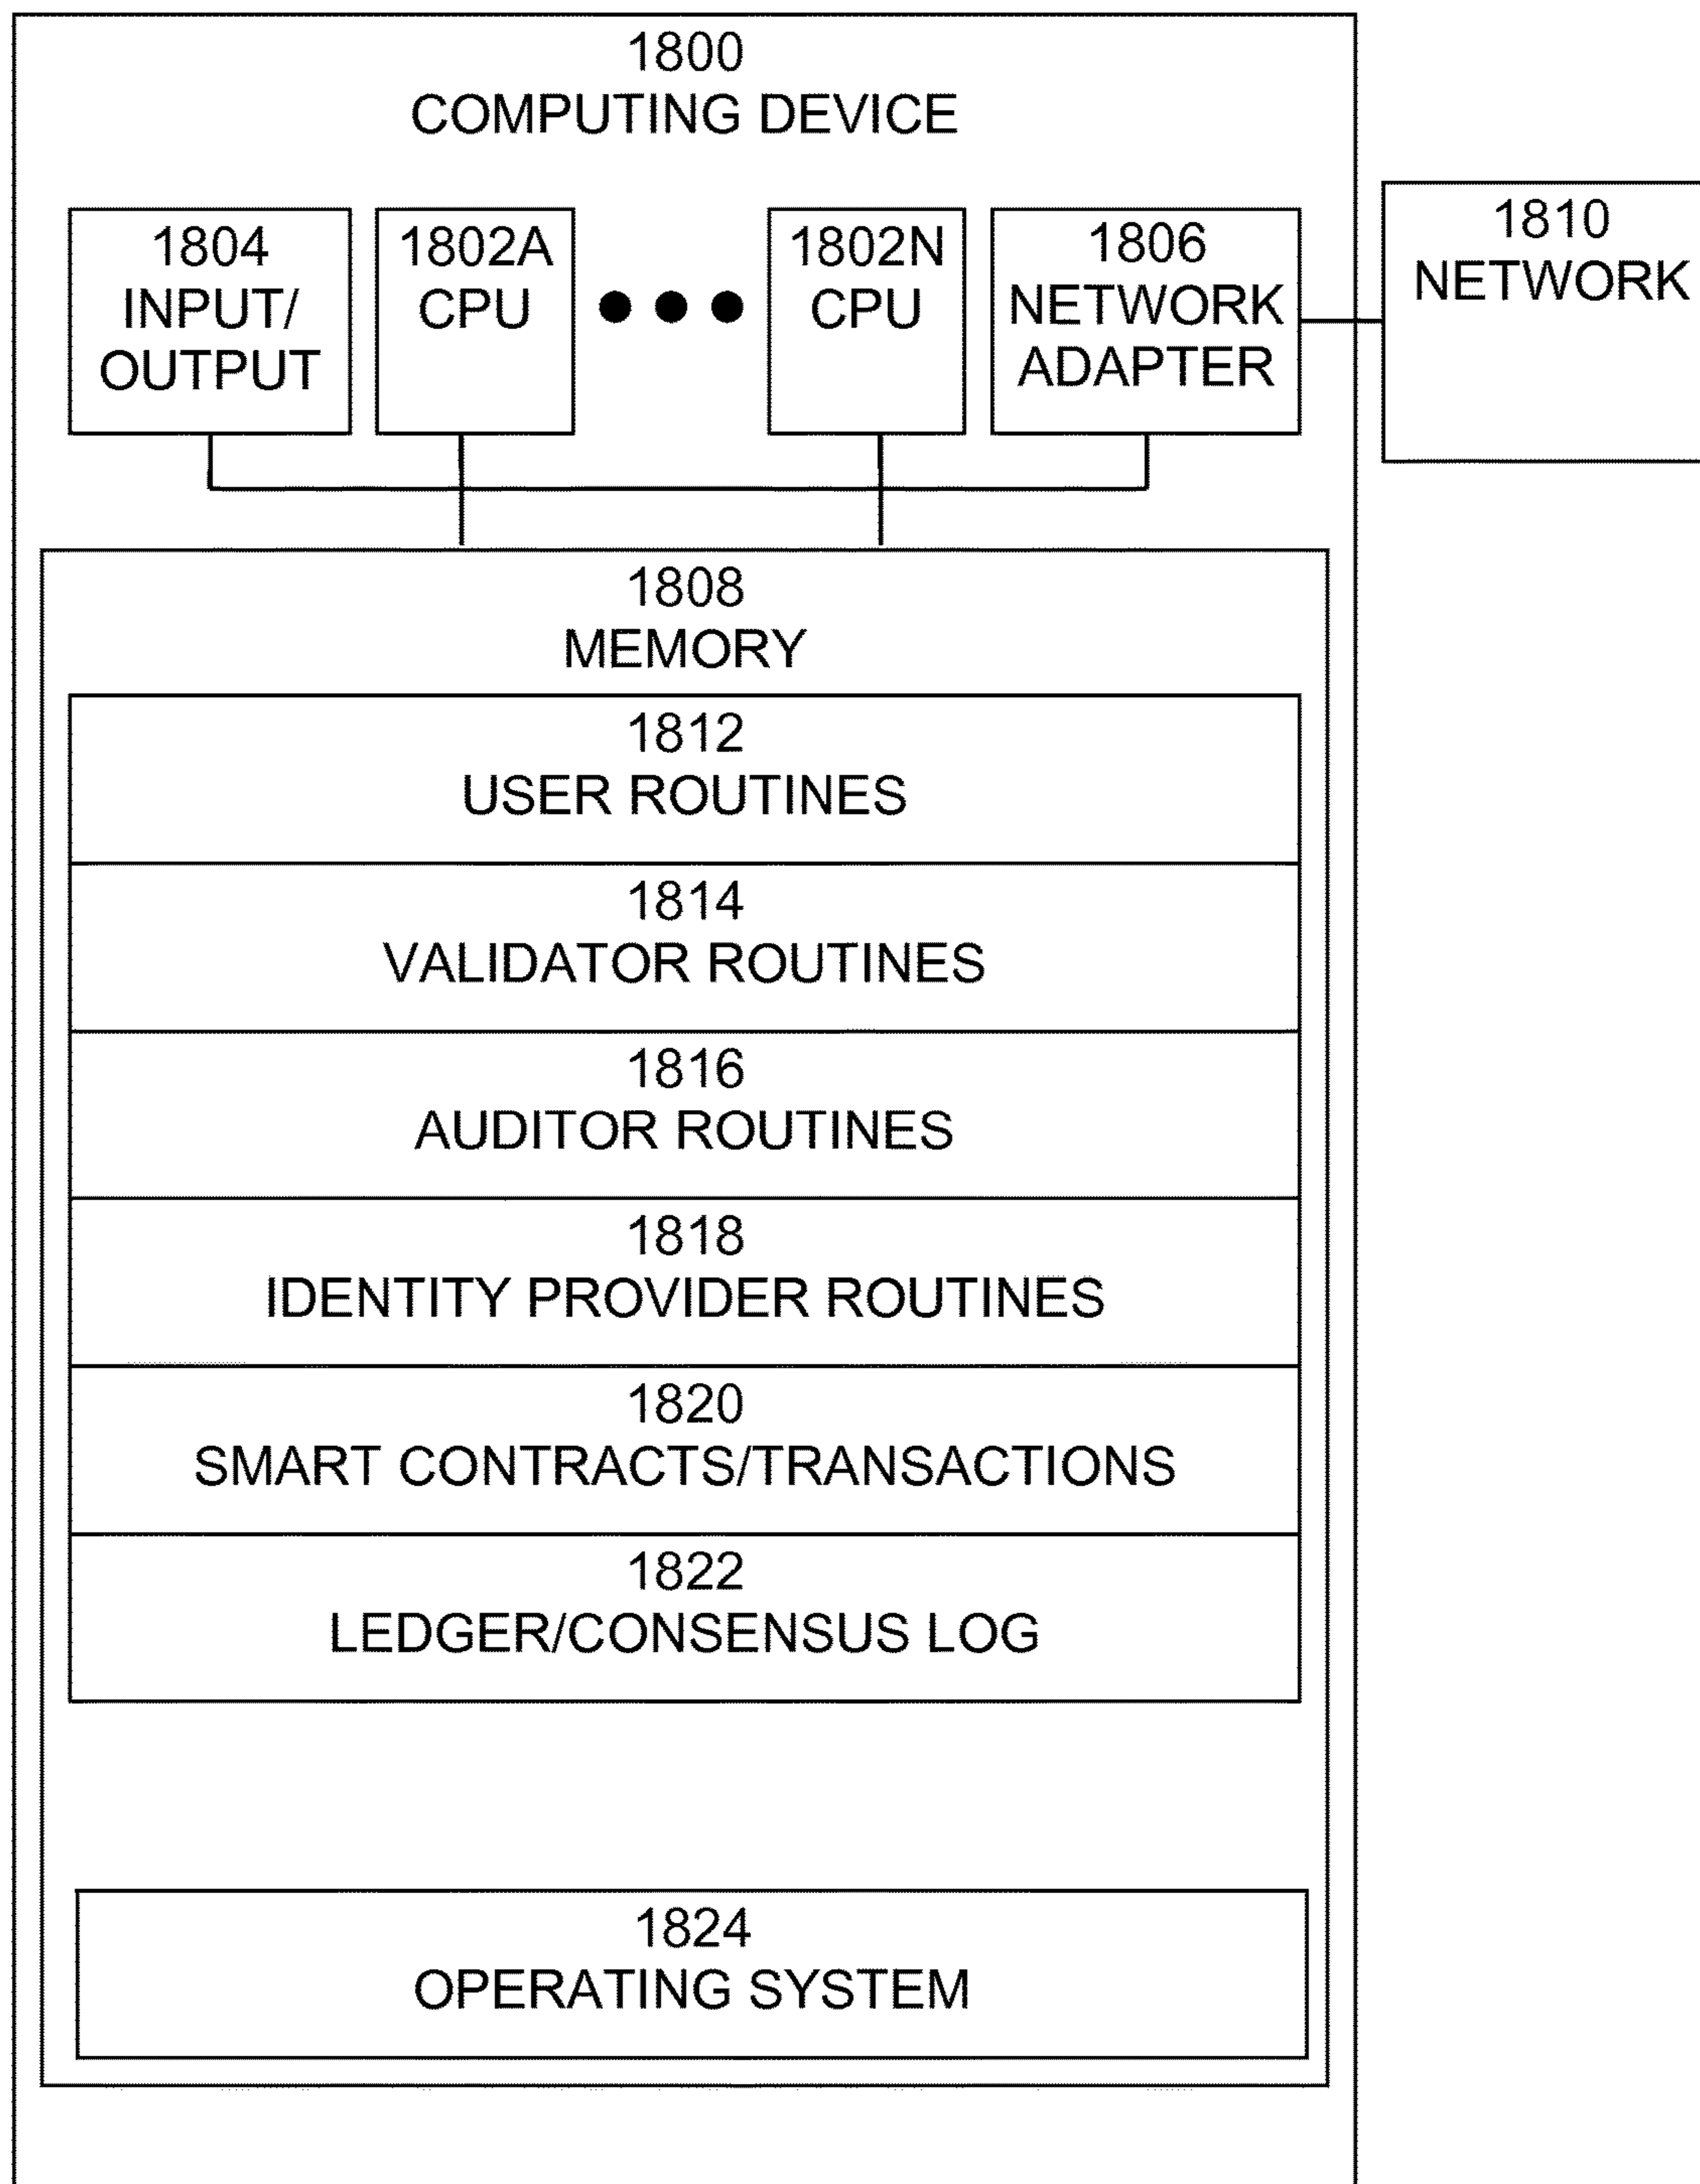 1800
COMPUTING DEVICE
1804
INPUT/
OUTPUT
1802A
CPU
1802N
CPU
1806
NETWORK
ADAPTER
1810
NETWORK
1808
MEMORY
1812
USER ROUTINES
1814
VALIDATOR ROUTINES
1816
AUDITOR ROUTINES
1818
IDENTITY PROVIDER ROUTINES
1820
SMART CONTRACTS/TRANSACTIONS
1822
LEDGER/CONSENSUS LOG
1824
OPERATING SYSTEM